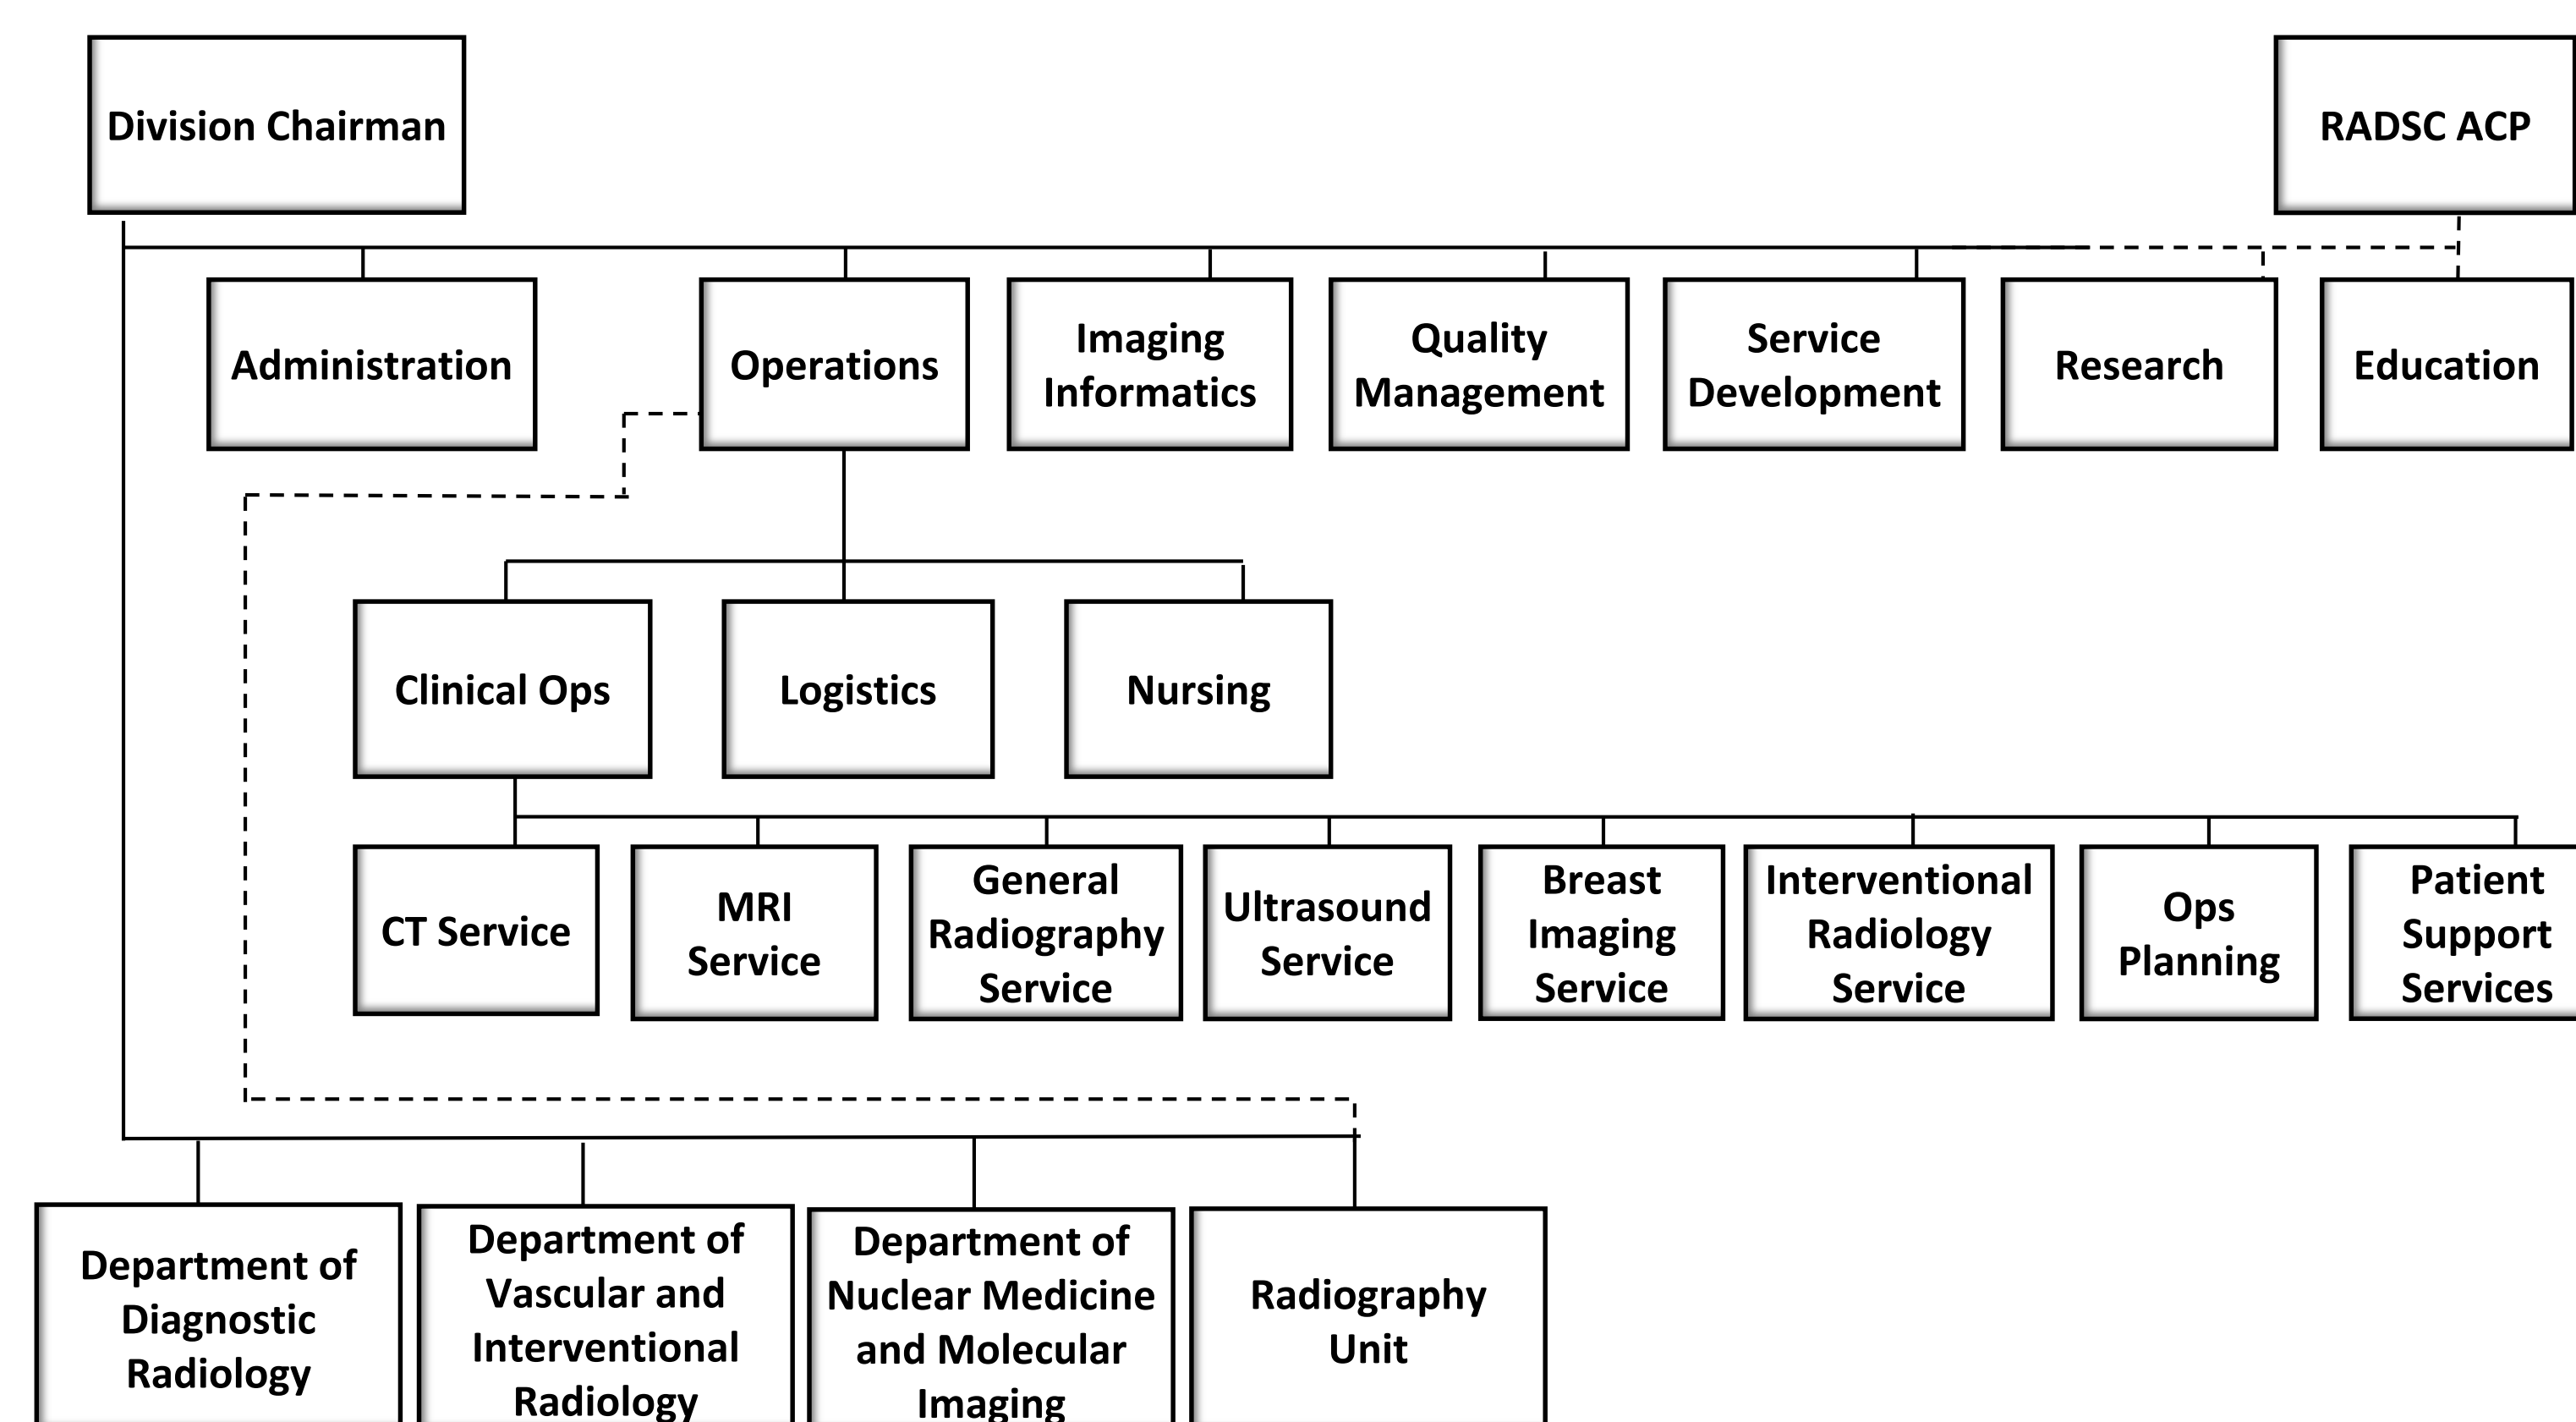 Division Chairman
RADSC ACP
Administration
Operations
Imaging
Informatics
Quality
Management
Service
Development
Research
Education
Clinical Ops
Logistics
Nursing
CT Service
MRI
Service
General
Radiography
Service
Ultrasound
Service
Breast
Imaging
Service
Interventional
Radiology
Service
Ops
Planning
Patient
Support
Services
Department of
Diagnostic
Radiology
Department of
Vascular and
Interventional
Radiology
Department of
Nuclear Medicine
and Molecular
Imaging
Radiography
Unit